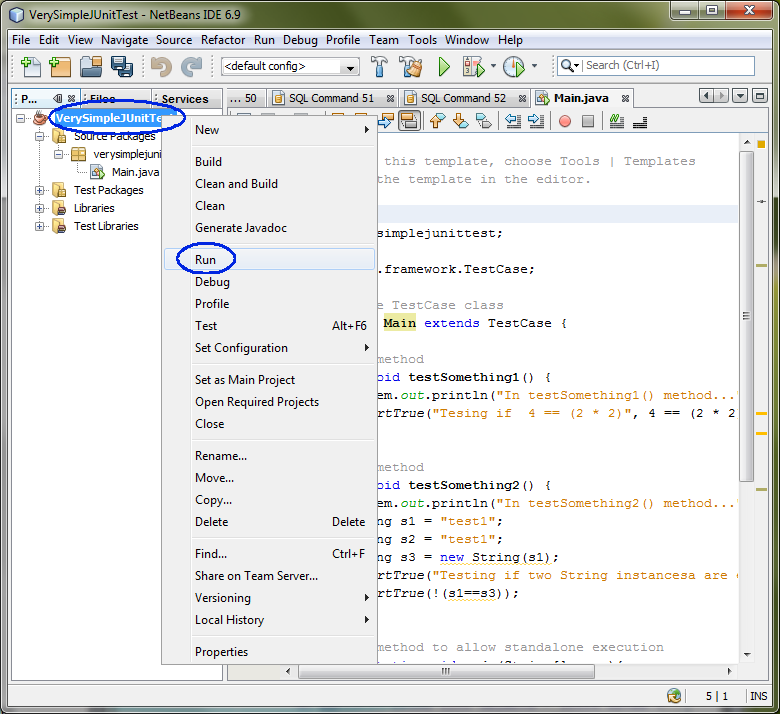 VerySimpleJUnitTest - NetBeans IDE 6.9
File Edit View Navigate Source Refactor Run Debug Profile Team Tools Window Help
<default config>
Search (Ctrl+I)
P... Files Services
... 50 SQL Command 51 SQL Command 52 Main.java
VerySimpleJUnitTest
Source Packages
verysimplejuni
Main.java
Test Packages
Libraries
Test Libraries
New
Build
Clean and Build
Clean
Generate Javadoc
Run
Debug
Profile
Test Alt+F6
Set Configuration
Set as Main Project
Open Required Projects
Close
Rename...
Move...
Copy...
Delete Delete
Find... Ctrl+F
Share on Team Server...
Versioning
Local History
Properties
this template, choose Tools | Templates
the template in the editor.
simplejunittest;
.framework.TestCase;
e TestCase class
Main extends TestCase {
method
oid testSomething1() {
em.out.println("In testSomething1() method..."
rtTrue("Tesing if  4 == (2 * 2)", 4 == (2 * 2
method
oid testSomething2() {
em.out.println("In testSomething2() method..."
ng s1 = "test1";
ng s2 = "test1";
ng s3 = new String(s1);
rtTrue("Testing if two String instancesa are
rtTrue(!(s1==s3));
method to allow standalone execution
5 | 1 INS